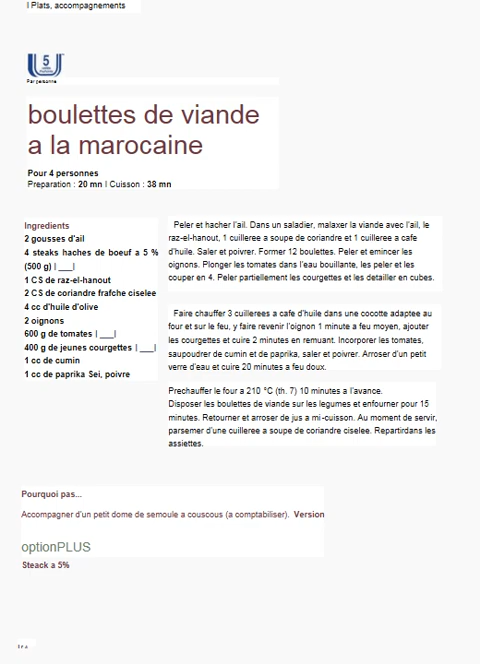 I Plats, accompagnements
5
Par personne
boulettes de viande
a la marocaine
Pour 4 personnes
Preparation : 20 mn I Cuisson : 38 mn
Ingredients
2 gousses d'ail
4 steaks haches de boeuf a 5 %
(500 g) | ___|
1 CS de raz-el-hanout
2 CS de coriandre frafche ciselee
4 cc d'huile d'olive
2 oignons
600 g de tomates | ___|
400 g de jeunes courgettes | ___|
1 cc de cumin
1 cc de paprika Sei, poivre
Peler et hacher l'ail. Dans un saladier, malaxer la viande avec l'ail, le
raz-el-hanout, 1 cuilleree a soupe de coriandre et 1 cuilleree a cafe
d'huile. Saler et poivrer. Former 12 boulettes. Peler et emincer les
oignons. Plonger les tomates dans l'eau bouillante, les peler et les
couper en 4. Peler partiellement les courgettes et les detailler en cubes.
Faire chauffer 3 cuillerees a cafe d'huile dans une cocotte adaptee au
four et sur le feu, y faire revenir l'oignon 1 minute a feu moyen, ajouter
les courgettes et cuire 2 minutes en remuant. Incorporer les tomates,
saupoudrer de cumin et de paprika, saler et poivrer. Arroser d'un petit
verre d'eau et cuire 20 minutes a feu doux.
Prechauffer le four a 210 °C (th. 7) 10 minutes a l'avance.
Disposer les boulettes de viande sur les legumes et enfourner pour 15
minutes. Retourner et arroser de jus a mi-cuisson. Au moment de servir,
parsemer d'une cuilleree a soupe de coriandre ciselee. Repartirdans les
assiettes.
Pourquoi pas...
Accompagner d'un petit dome de semoule a couscous (a comptabiliser). Version
optionPLUS
Steack a 5%